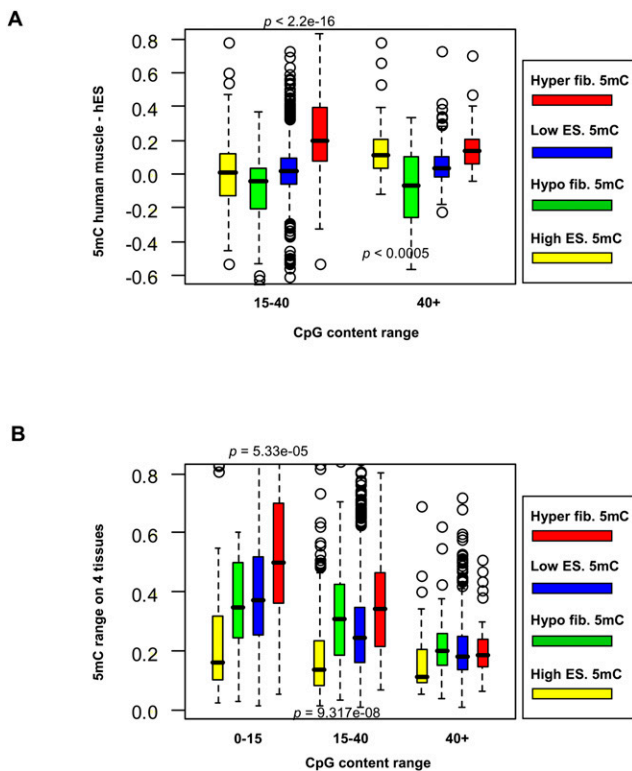 A
p < 2.2e-16
0.8
0.6
0.4
0.2
0.0
-0.2
-0.4
-0.6
5mC human muscle - hES
p < 0.0005
15-40
40+
CpG content range
Hyper fib. 5mC
Low ES. 5mC
Hypo fib. 5mC
High ES. 5mC
B
p = 5.33e-05
0.8
0.6
0.4
0.2
0.0
5mC range on 4 tissues
p = 9.317e-08
0-15
15-40
40+
CpG content range
Hyper fib. 5mC
Low ES. 5mC
Hypo fib. 5mC
High ES. 5mC